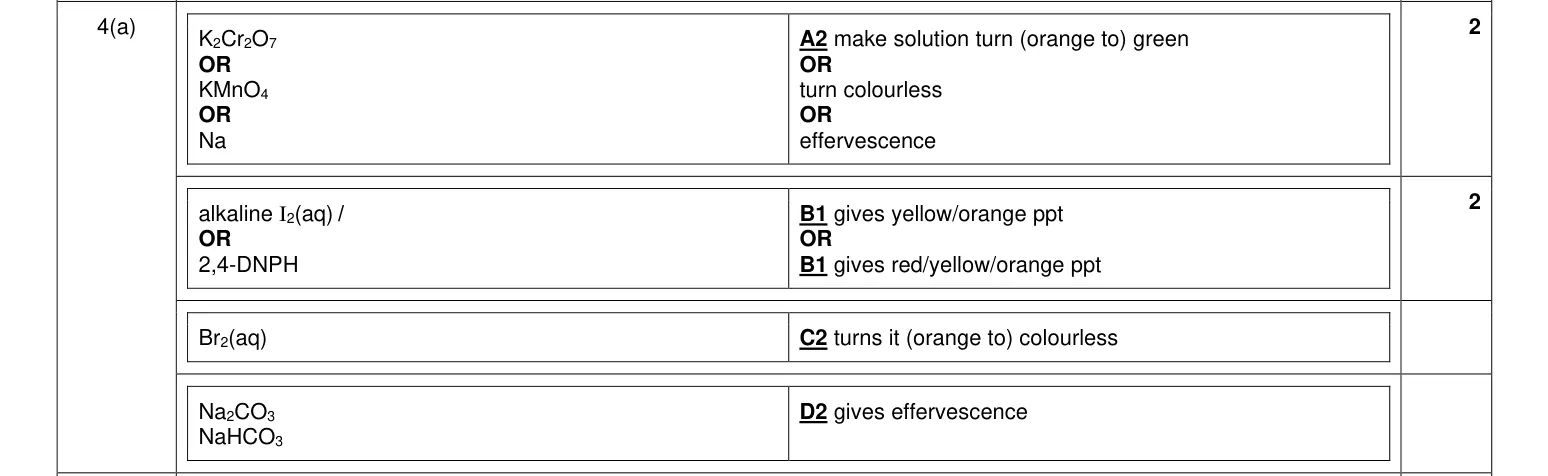 4(a)
K₂Cr₂O₇
OR
KMnO₄
OR
Na
A2 make solution turn (orange to) green
OR
turn colourless
OR
effervescence
2
alkaline I₂(aq) /
OR
2,4-DNPH
B1 gives yellow/orange ppt
OR
B1 gives red/yellow/orange ppt
2
Br₂(aq)
C2 turns it (orange to) colourless
Na₂CO₃
NaHCO₃
D2 gives effervescence